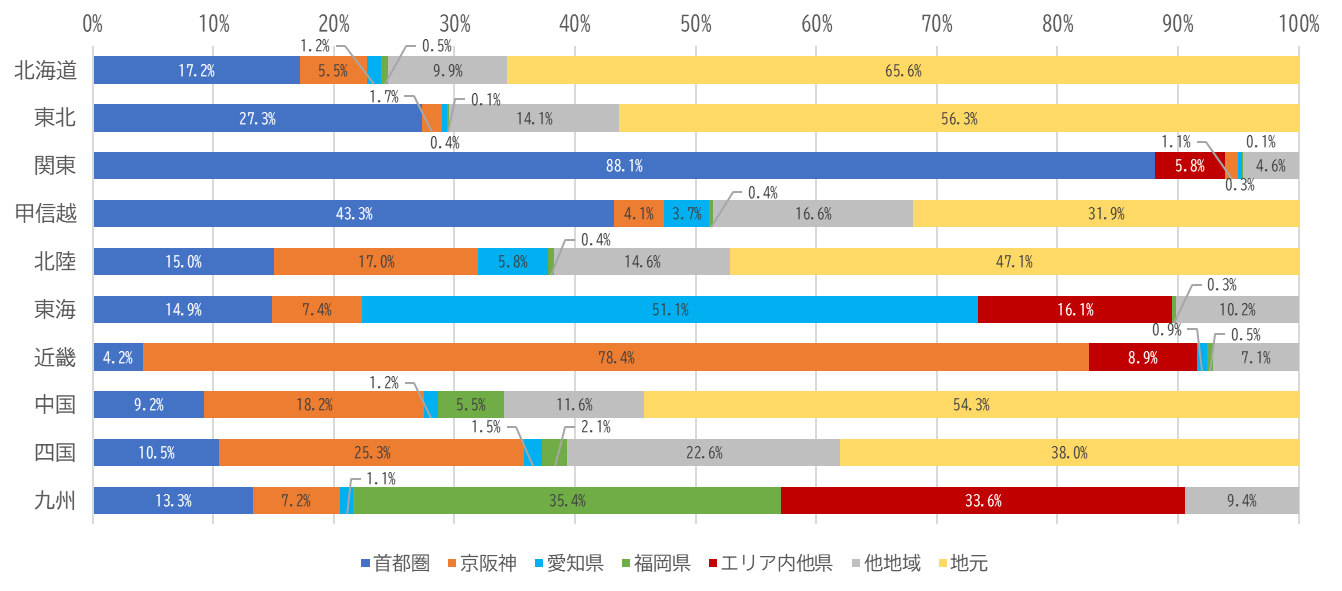 0% 10% 20% 30% 40% 50% 60% 70% 80% 90% 100%
1.2% 0.5%
北海道 17.2% 5.5% 9.9% 65.6%
1.7% 0.1%
東北 27.3% 14.1% 56.3%
0.4% 1.1% 0.1%
関東 88.1% 5.8% 4.6%
0.3%
0.4%
甲信越 43.3% 4.1% 3.7% 16.6% 31.9%
0.4%
北陸 15.0% 17.0% 5.8% 14.6% 47.1%
0.3%
東海 14.9% 7.4% 51.1% 16.1% 10.2%
0.9% 0.5%
近畿 4.2% 78.4% 8.9% 7.1%
1.2%
中国 9.2% 18.2% 5.5% 11.6% 54.3%
1.5% 2.1%
四国 10.5% 25.3% 22.6% 38.0%
1.1%
九州 13.3% 7.2% 35.4% 33.6% 9.4%
首都圏 京阪神 愛知県 福岡県 エリア内他県 他地域 地元